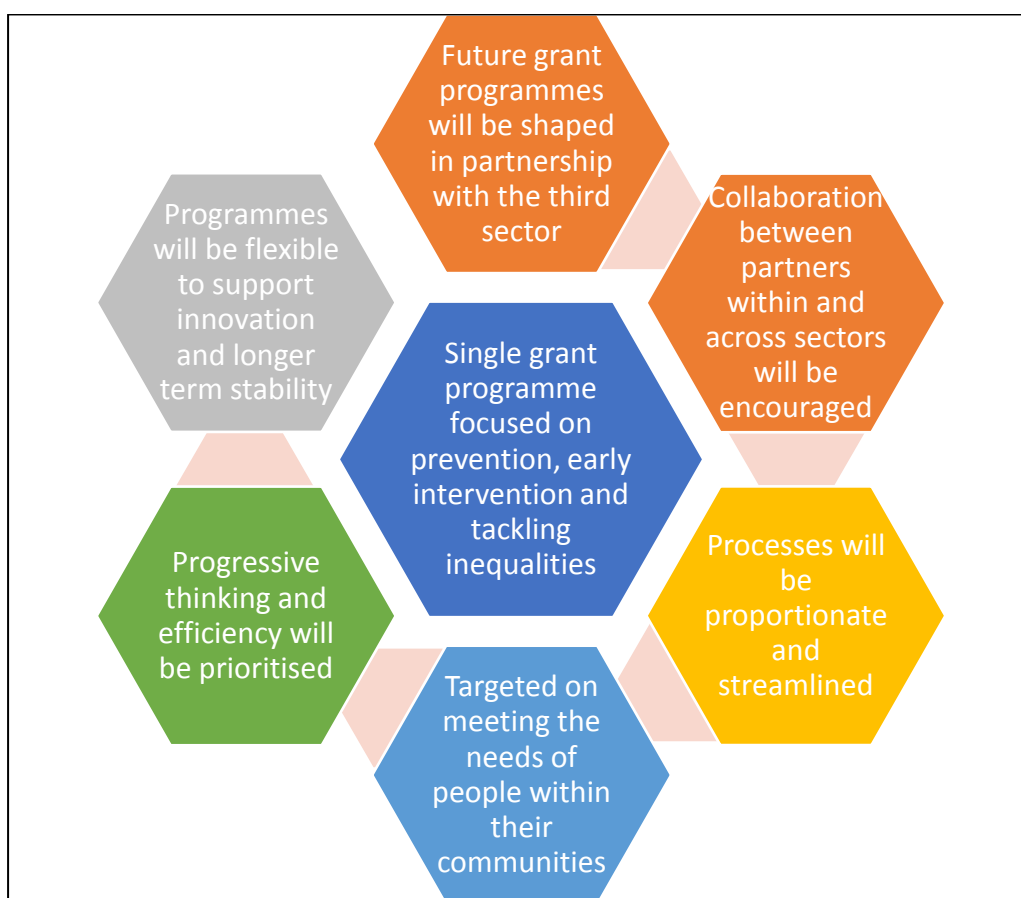 Future grant
programmes
will be shaped
in partnership
with the third
sector
Collaboration
between
partners
within and
across sectors
will be
encouraged
Processes will
be
proportionate
and
streamlined
Targeted on
meeting the
needs of
people within
their
communities
Progressive
thinking and
efficiency will
be prioritised
Programmes
will be flexible
to support
innovation
and longer
term stability
Single grant
programme
focused on
prevention, early
intervention and
tackling
inequalities